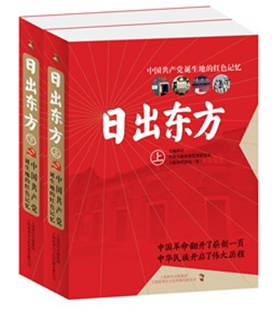 日出东方
下
中国共产党
诞生地的红色记忆
日出东方
上
中国共产党
诞生地的红色记忆
中国共产党诞生地的红色记忆
日出东方
上
中国革命翻开了崭新一页
中华民族开启了伟大历程